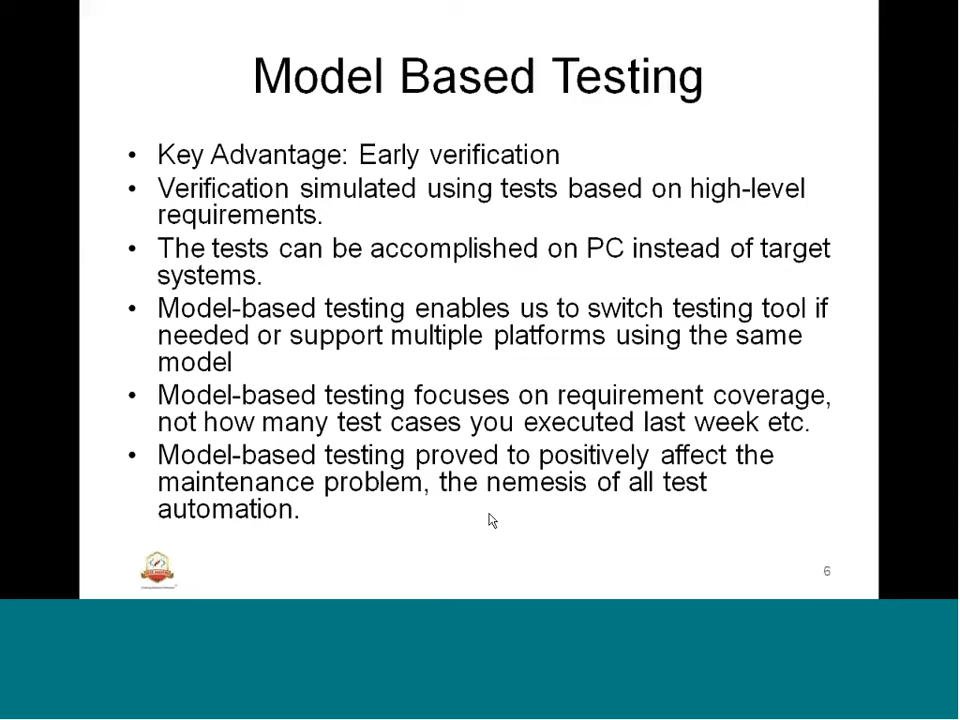 Model Based Testing
• Key Advantage: Early verification
• Verification simulated using tests based on high-level
requirements.
• The tests can be accomplished on PC instead of target
systems.
• Model-based testing enables us to switch testing tool if
needed or support multiple platforms using the same
model
• Model-based testing focuses on requirement coverage,
not how many test cases you executed last week etc.
• Model-based testing proved to positively affect the
maintenance problem, the nemesis of all test
automation.
6